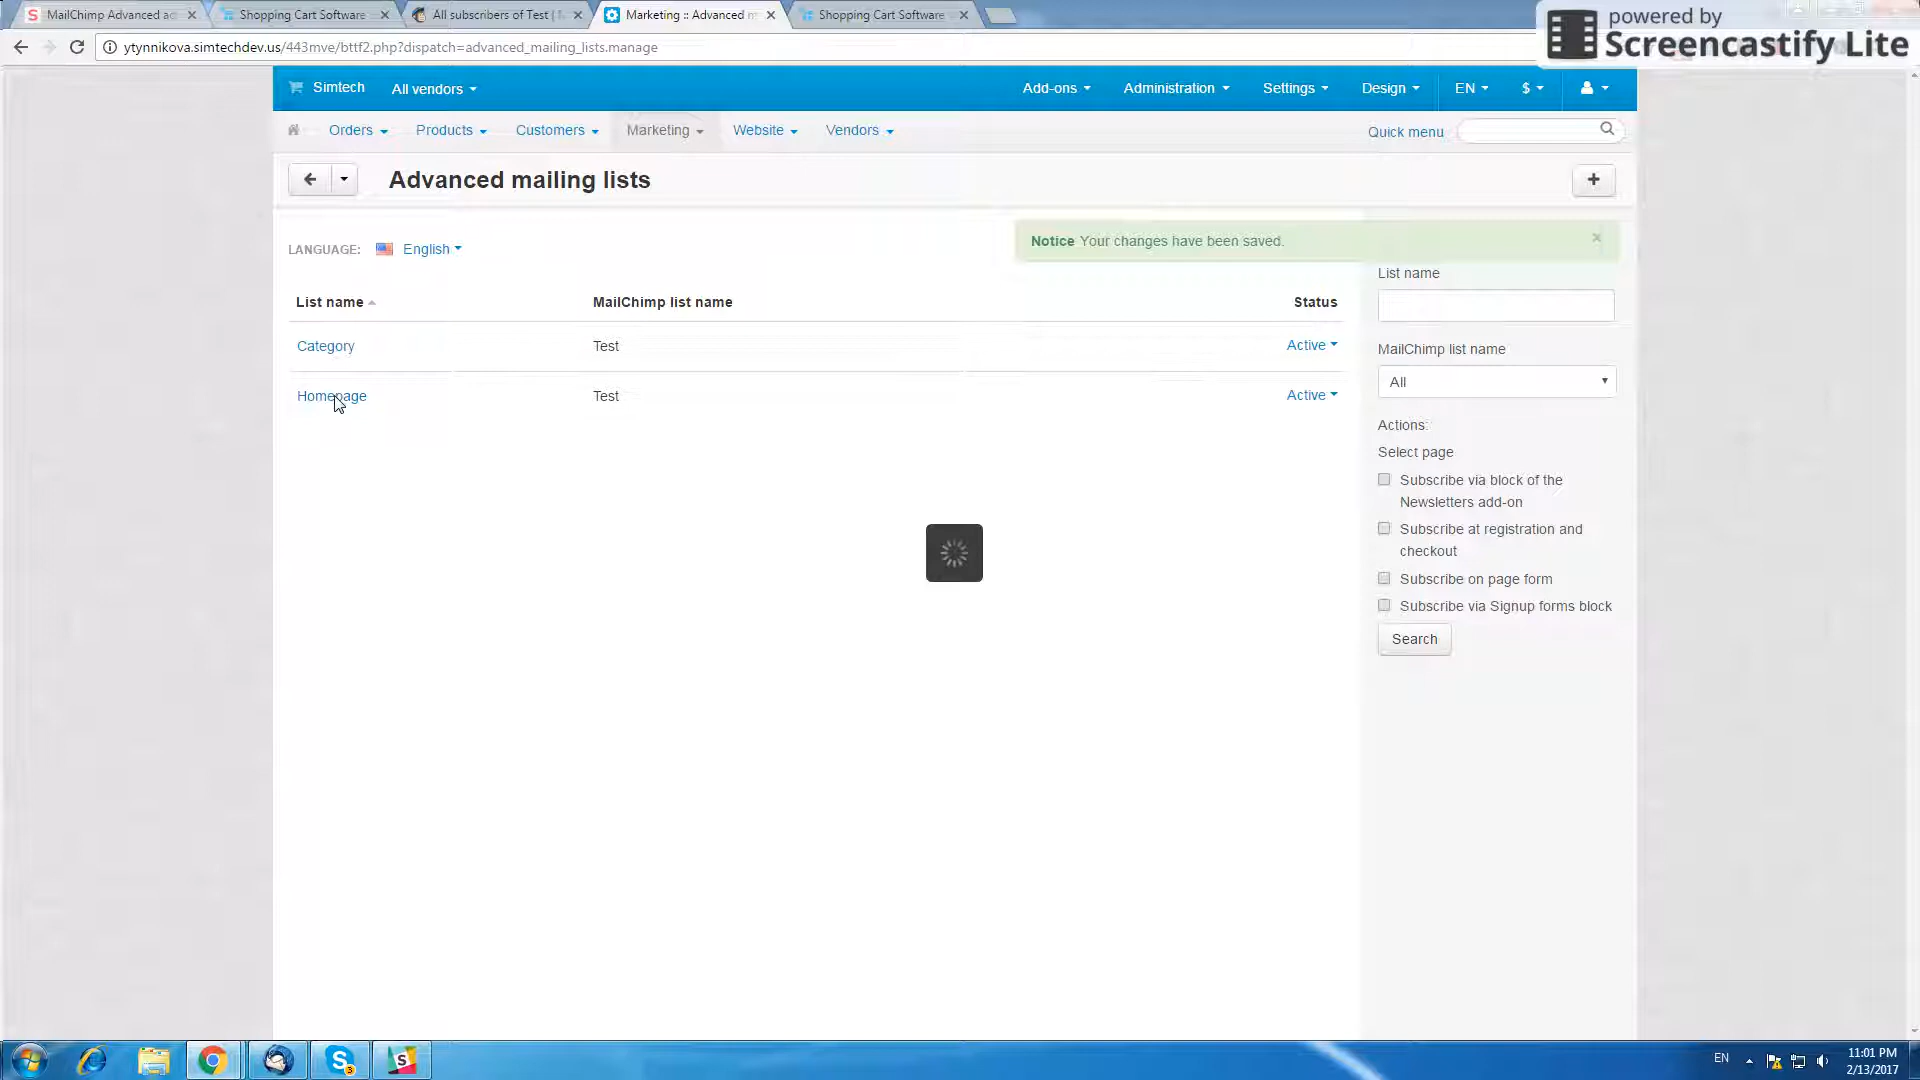 MailChimp Advanced ad
Shopping Cart Software
All subscribers of Test |
Marketing :: Advanced m
Shopping Cart Software
powered by
Screencastify Lite
ytynnikova.simtechdev.us/443mve/bttf2.php?dispatch=advanced_mailing_lists.manage
Simtech
All vendors
Add-ons
Administration
Settings
Design
EN
$
Orders
Products
Customers
Marketing
Website
Vendors
Quick menu
Advanced mailing lists
+
LANGUAGE:
English
Notice Your changes have been saved.
×
List name
MailChimp list name
Status
Category
Test
Active
Homepage
Test
Active
List name
MailChimp list name
All
Actions:
Select page
Subscribe via block of the
Newsletters add-on
Subscribe at registration and
checkout
Subscribe on page form
Subscribe via Signup forms block
Search
EN
11:01 PM
2/13/2017